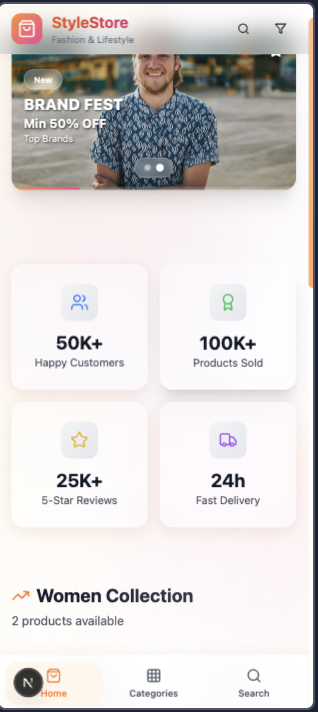 StyleStore
Fashion & Lifestyle
New
BRAND FEST
Min 50% OFF
Top Brands
50K+
Happy Customers
100K+
Products Sold
25K+
5-Star Reviews
24h
Fast Delivery
Women Collection
2 products available
N
Home
Categories
Search